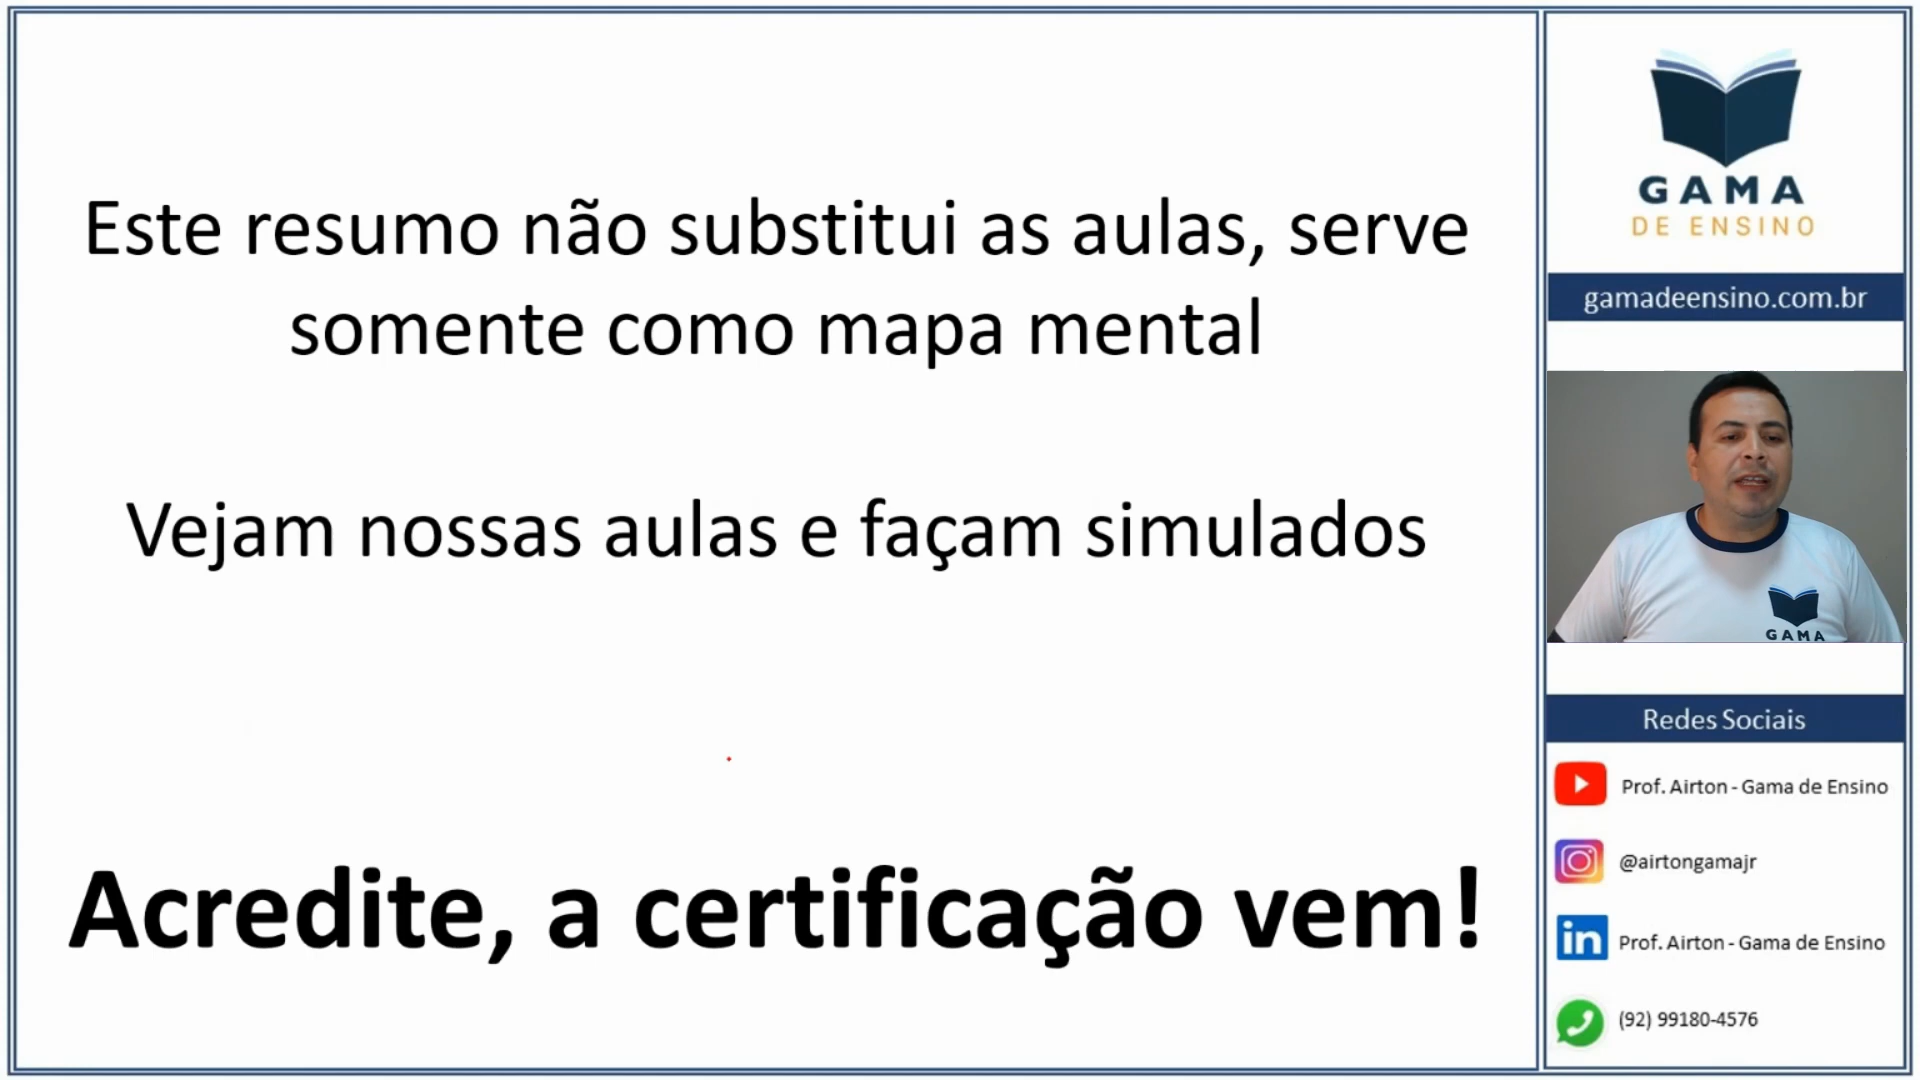 Este resumo não substitui as aulas, serve
somente como mapa mental
Vejam nossas aulas e façam simulados
Acredite, a certificação vem!
GAMA
DE ENSINO
gamadeensino.com.br
GAMA
Redes Sociais
Prof. Airton - Gama de Ensino
@airtongamajr
in
Prof. Airton - Gama de Ensino
(92) 99180-4576